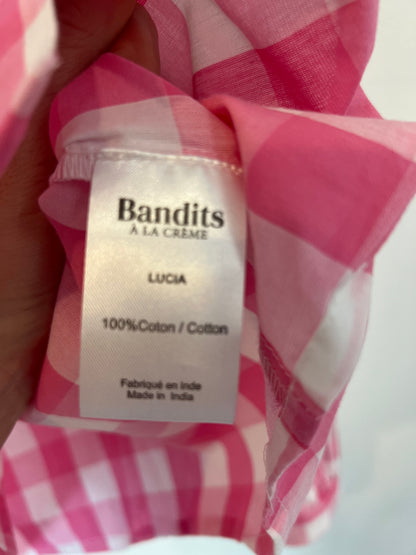 Bandits
À LA CRÈME
LUCIA
100%Coton / Cotton
Fabriqué en Inde
Made in India